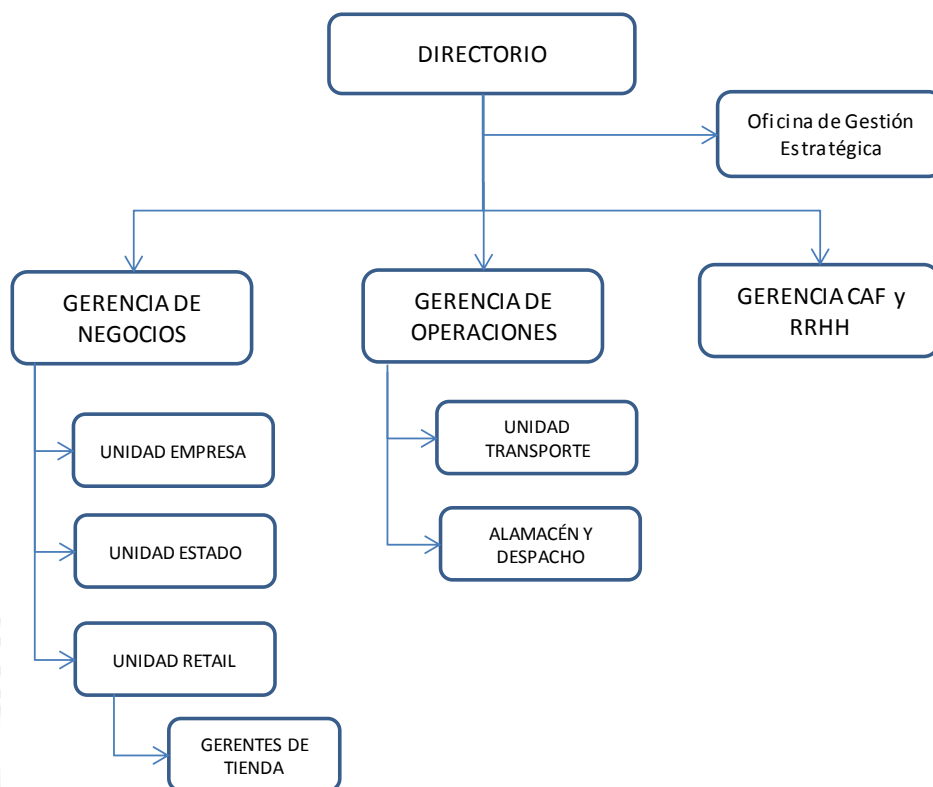 DIRECTORIO
Oficina de Gestión
Estratégica
GERENCIA DE
NEGOCIOS
GERENCIA DE
OPERACIONES
GERENCIA CAF y
RRHH
UNIDAD EMPRESA
UNIDAD
TRANSPORTE
UNIDAD ESTADO
ALAMACÉN Y
DESPACHO
UNIDAD RETAIL
GERENTES DE
TIENDA